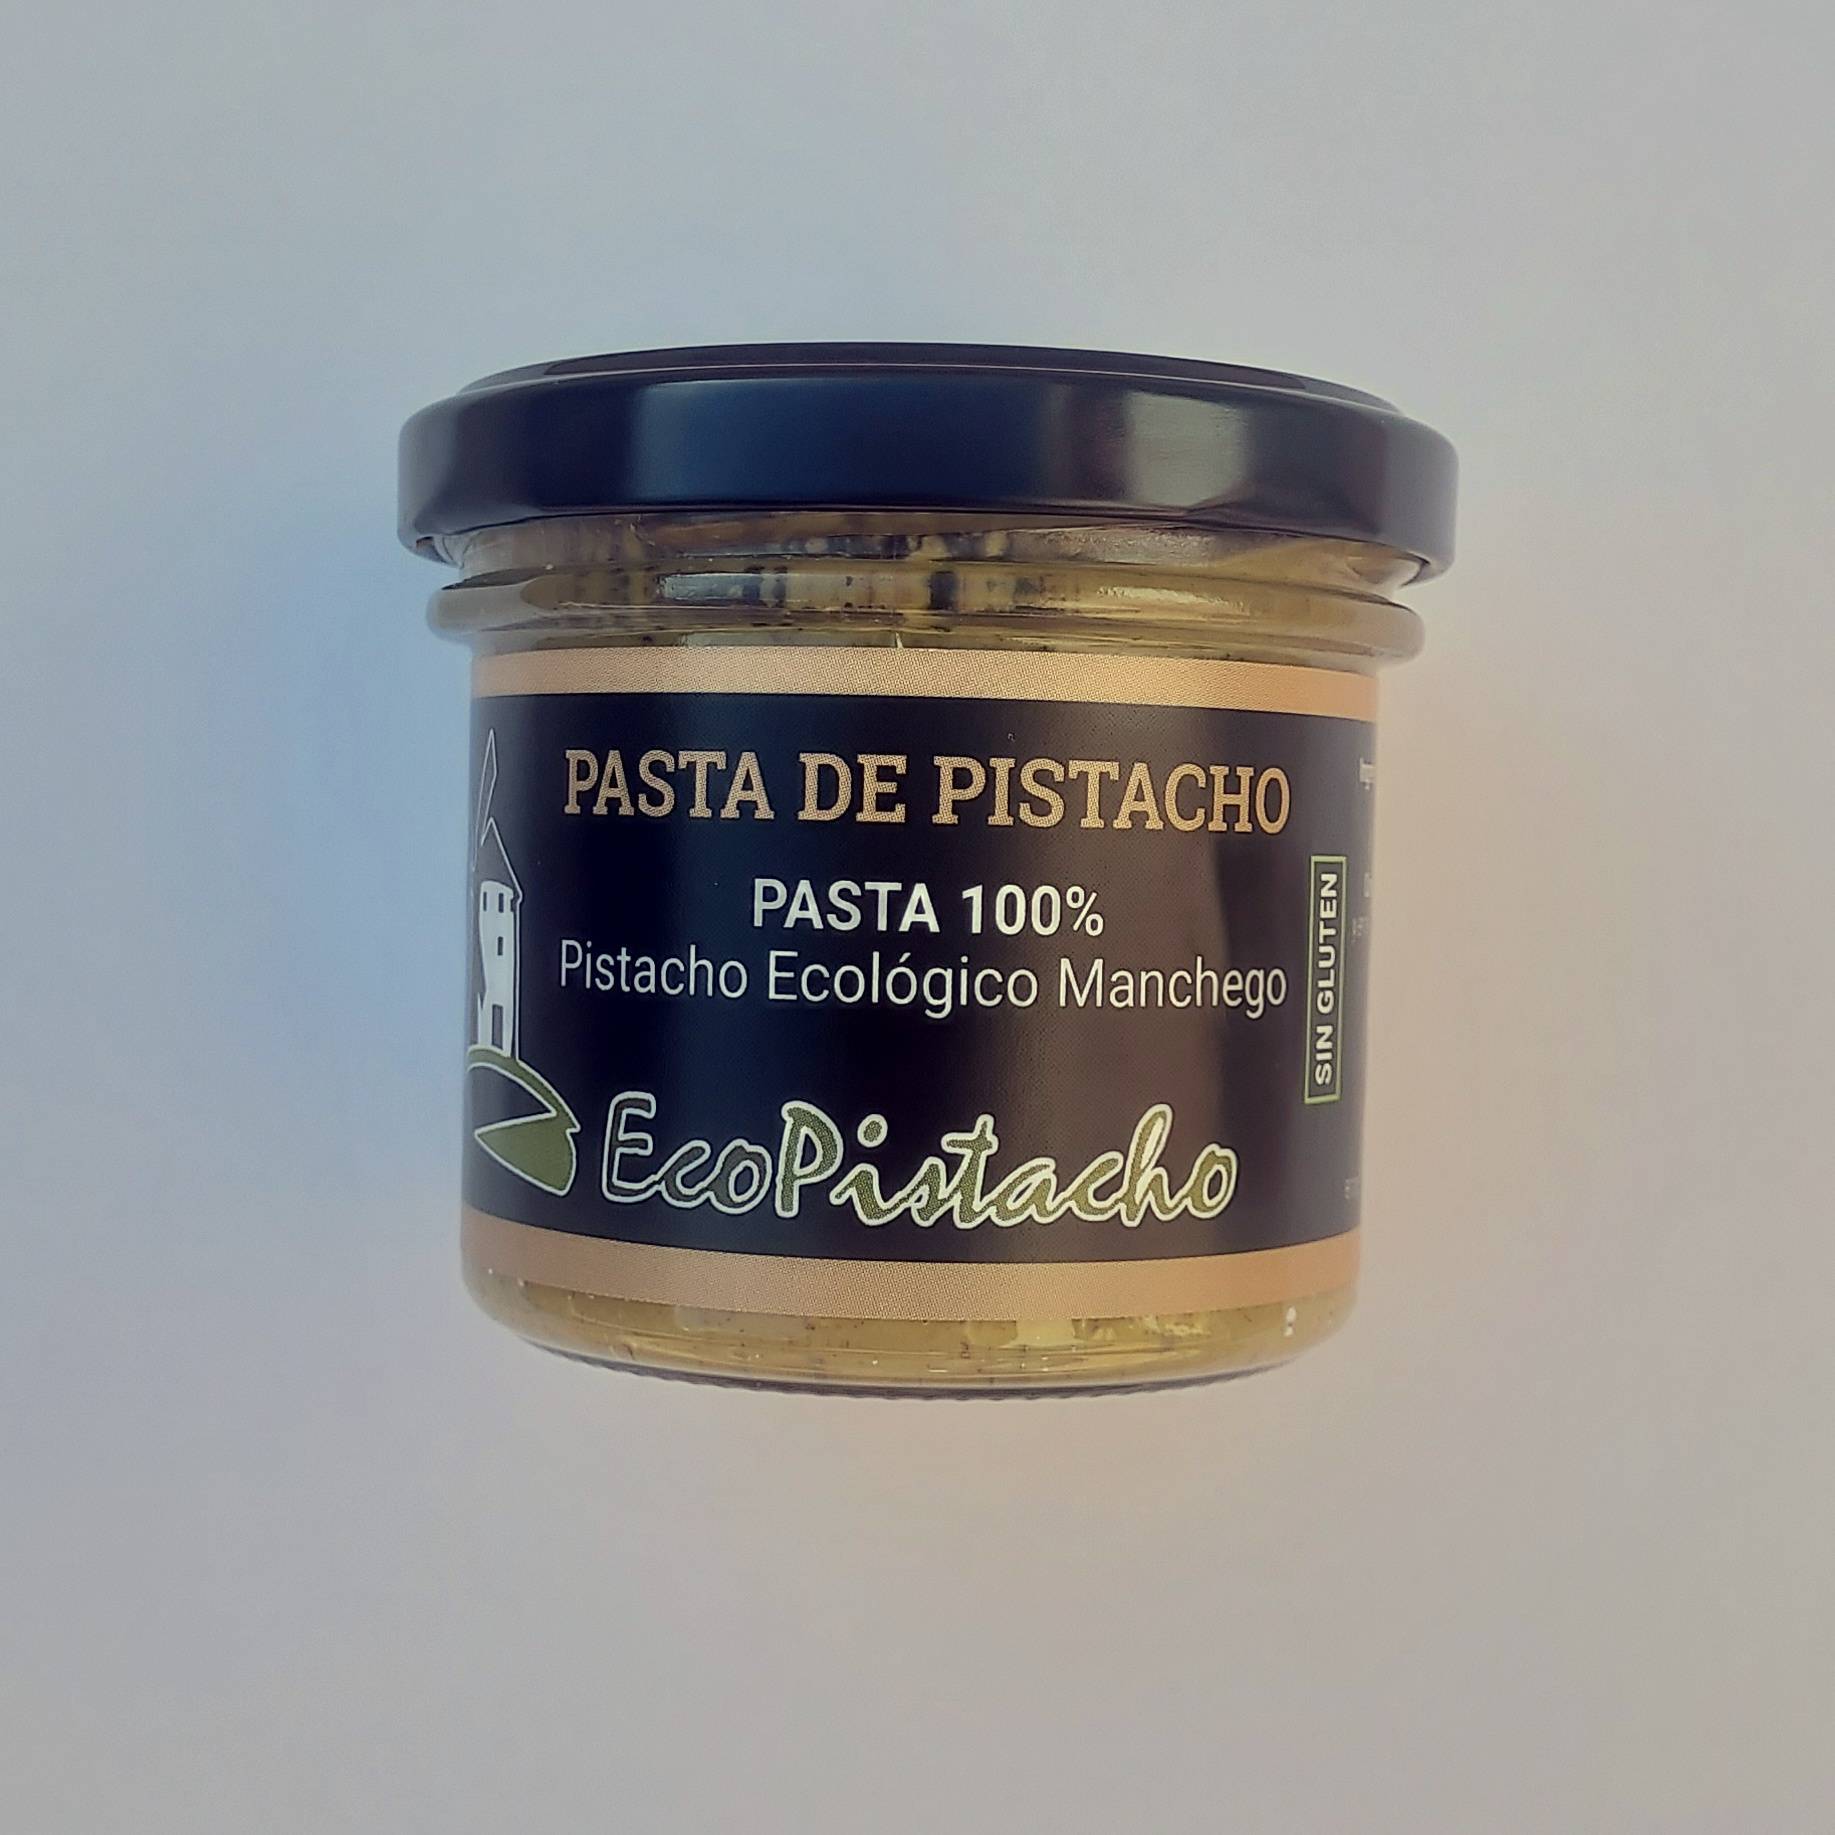 PASTA DE PISTACHO
PASTA 100%
Pistacho Ecológico Manchego
SIN GLUTEN
EcoPistacho